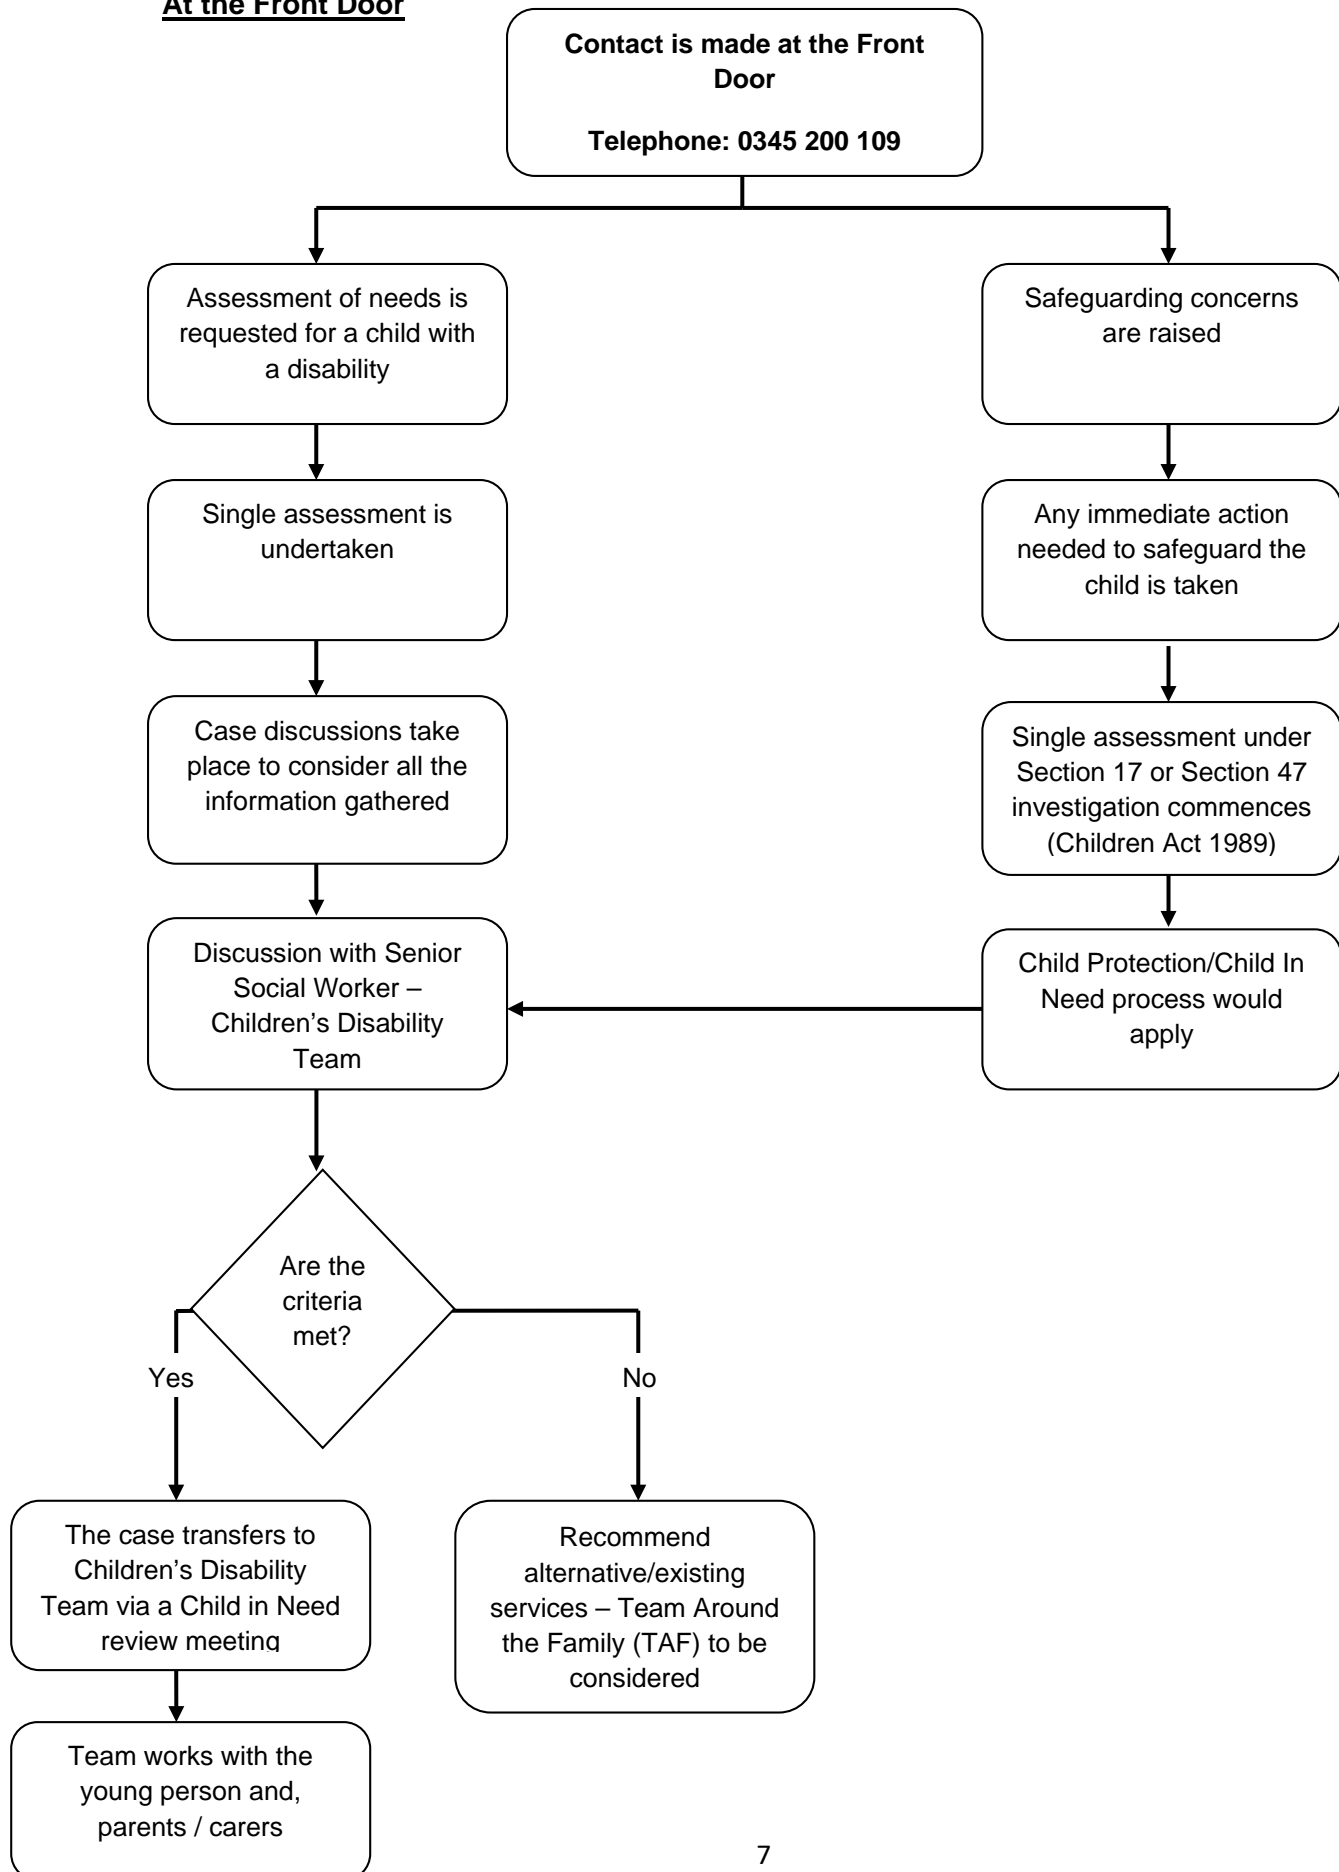 At the Front Door
Contact is made at the Front
Door
Telephone: 0345 200 109
Assessment of needs is
requested for a child with
a disability
Safeguarding concerns
are raised
Single assessment is
undertaken
Any immediate action
needed to safeguard the
child is taken
Case discussions take
place to consider all the
information gathered
Single assessment under
Section 17 or Section 47
investigation commences
(Children Act 1989)
Discussion with Senior
Social Worker –
Children’s Disability
Team
Child Protection/Child In
Need process would
apply
Are the
criteria
met?
Yes
No
The case transfers to
Children’s Disability
Team via a Child in Need
review meeting
Recommend
alternative/existing
services – Team Around
the Family (TAF) to be
considered
Team works with the
young person and,
parents / carers
7